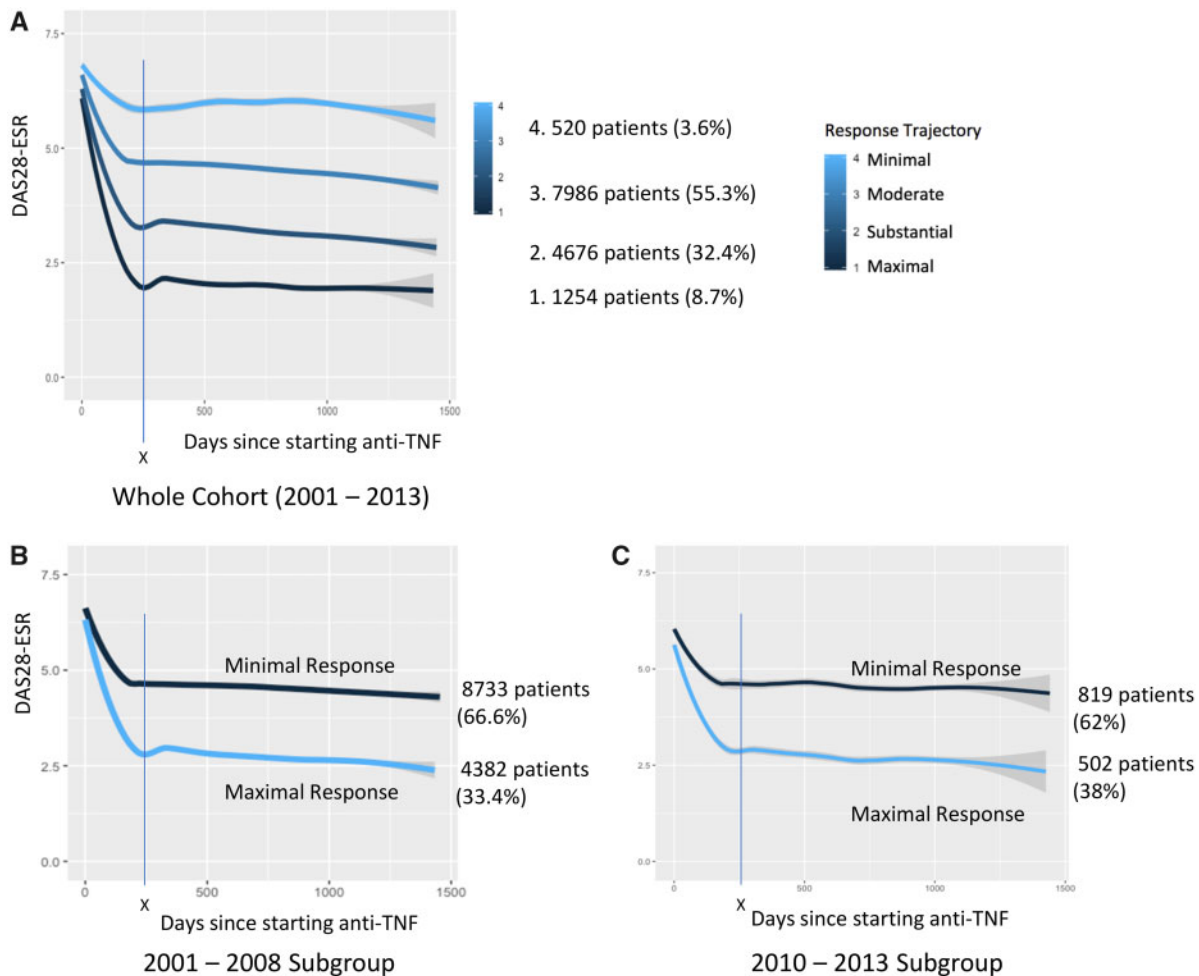 A
7.5
5.0
2.5
0.0
DAS28-ESR
0
500
1000
1500
Days since starting anti-TNF
X
Whole Cohort (2001 – 2013)
4
3
2
1
4. 520 patients (3.6%)
3. 7986 patients (55.3%)
2. 4676 patients (32.4%)
1. 1254 patients (8.7%)
Response Trajectory
4 Minimal
3 Moderate
2 Substantial
1 Maximal
B
7.5
5.0
2.5
0.0
DAS28-ESR
Minimal Response
Maximal Response
8733 patients
(66.6%)
4382 patients
(33.4%)
0
500
1000
1500
X
Days since starting anti-TNF
2001 – 2008 Subgroup
C
7.5
5.0
2.5
0.0
Minimal Response
Maximal Response
819 patients
(62%)
502 patients
(38%)
0
500
1000
1500
X
Days since starting anti-TNF
2010 – 2013 Subgroup